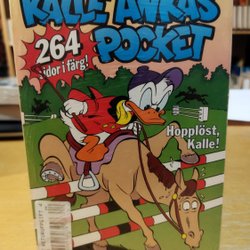 KALLE ANKAS
POCKET
264
sidor i färg!
Hopplöst,
Kalle!